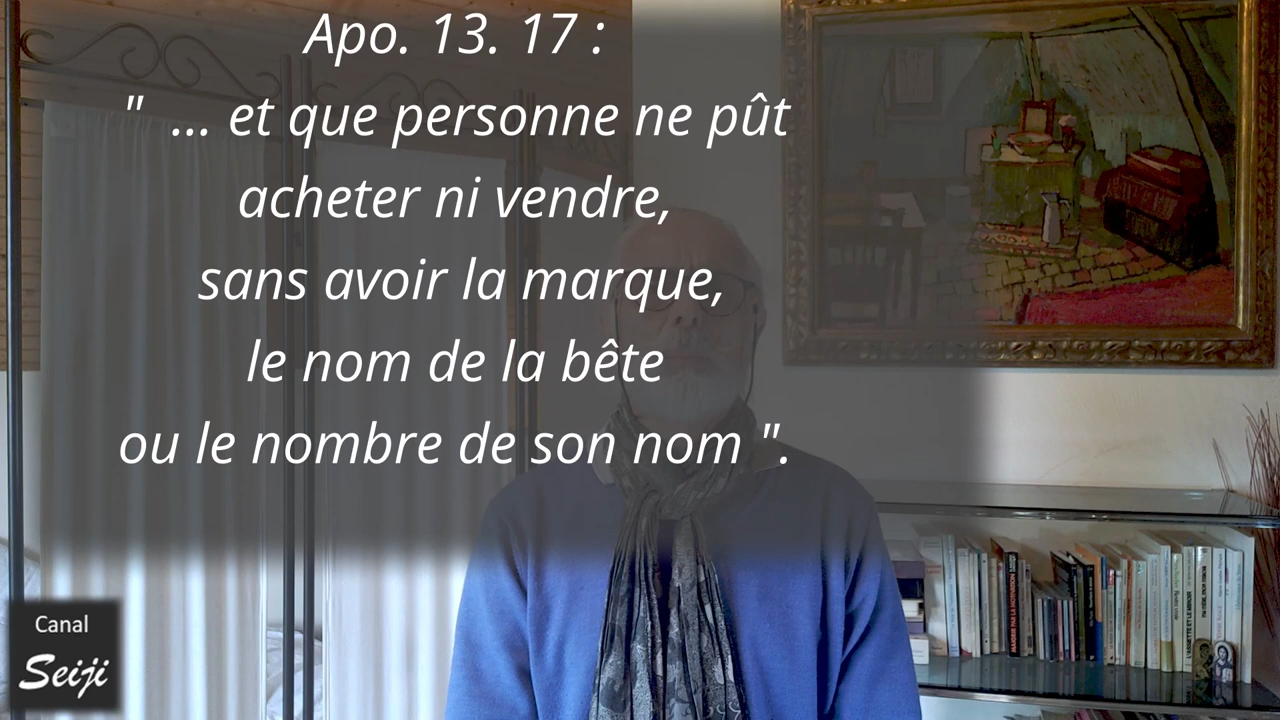 Apo. 13. 17 :
" ... et que personne ne pût
acheter ni vendre,
sans avoir la marque,
le nom de la bête
ou le nombre de son nom ".
Canal
Seiji